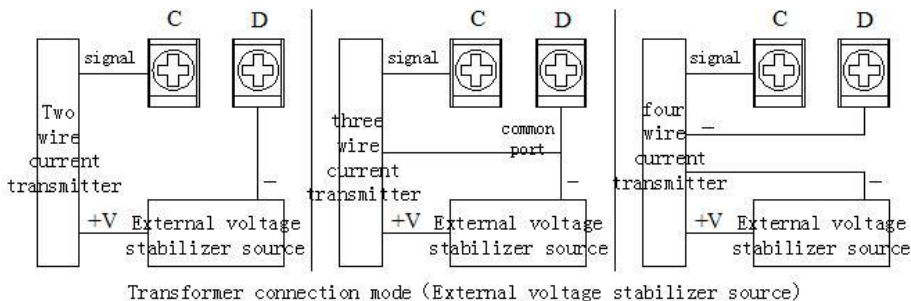 C D
signal
Two
wire
current
transmitter
—
+V
External voltage
stabilizer source
C D
signal
three
wire
current
transmitter
common
port
—
+V
External voltage
stabilizer source
C D
signal
four
wire
current
transmitter
—
—
+V
External voltage
stabilizer source
Transformer connection mode (External voltage stabilizer source)